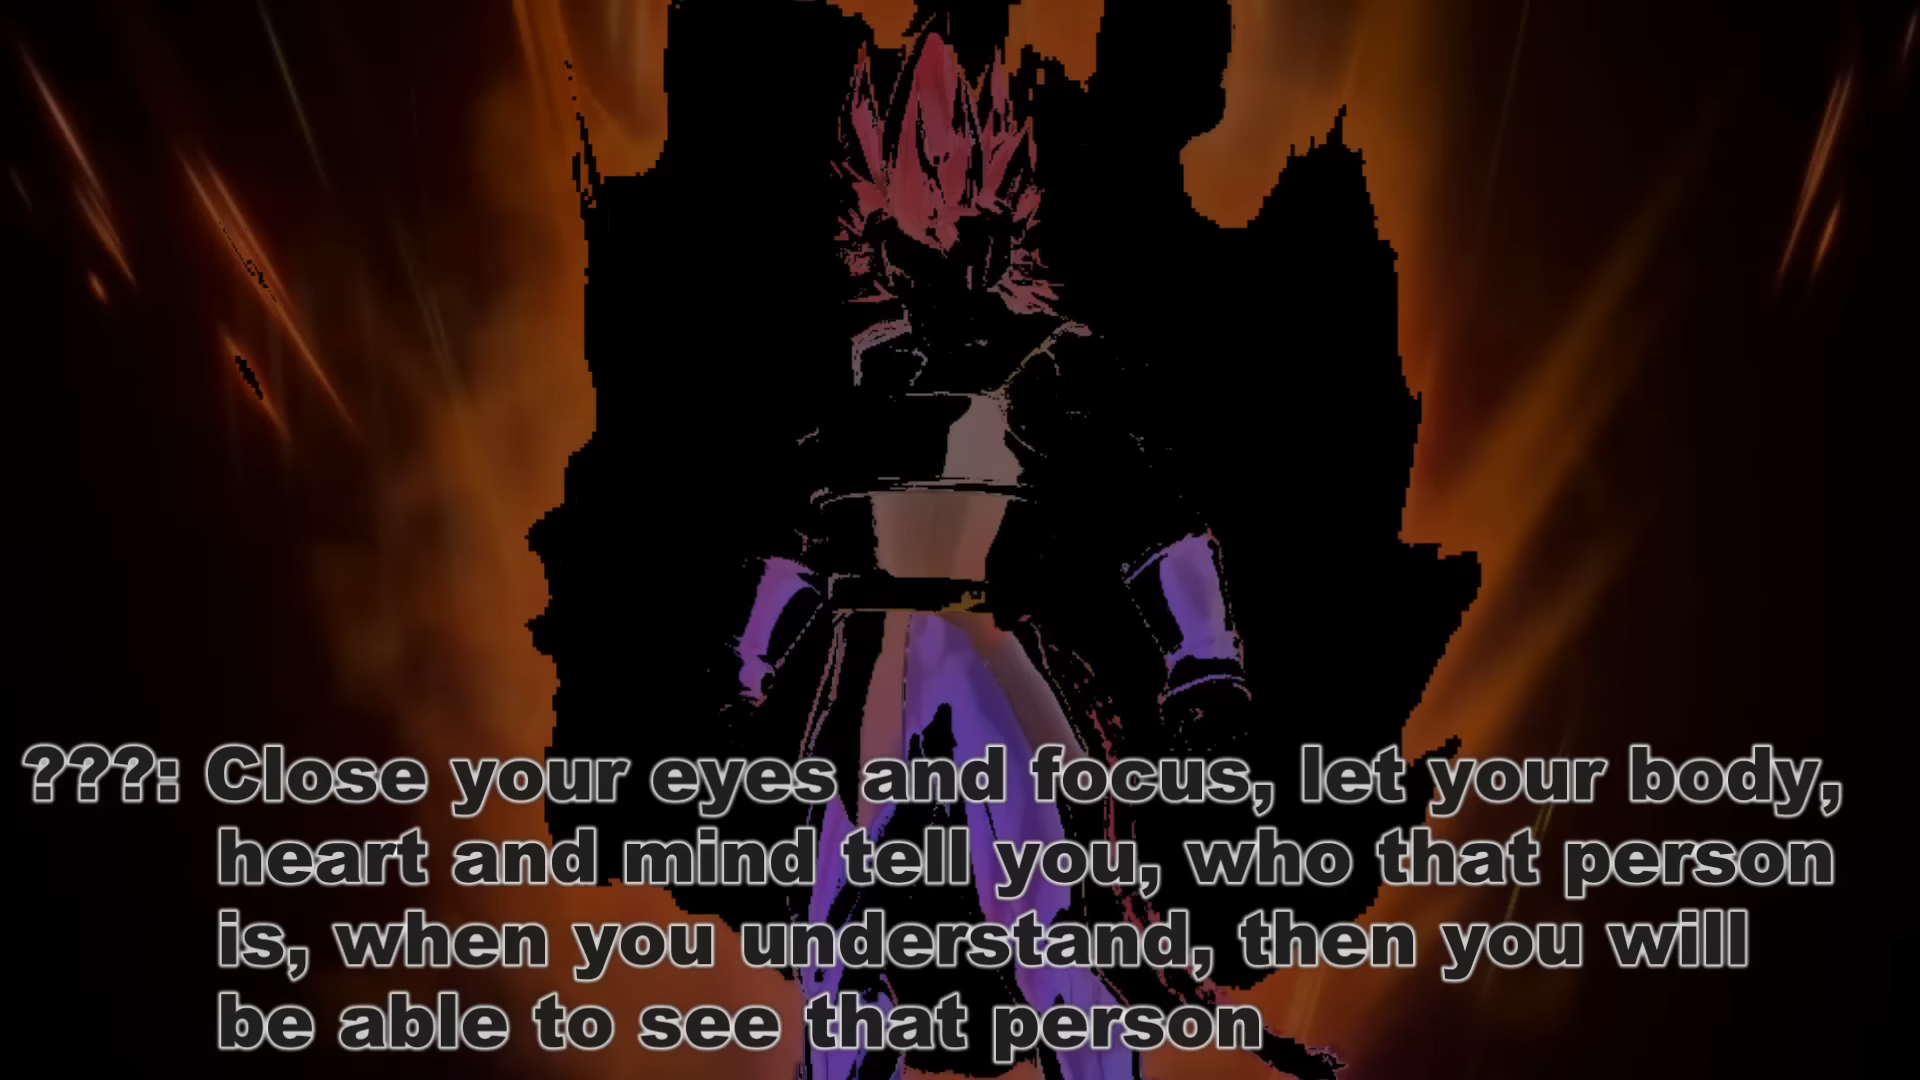 ???: Close your eyes and focus, let your body,
heart and mind tell you, who that person
is, when you understand, then you will
be able to see that person